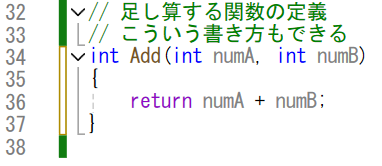 32 // 足し算する関数の定義
33 // こういう書き方もできる
34 int Add(int numA, int numB)
35 {
36     return numA + numB;
37 }
38